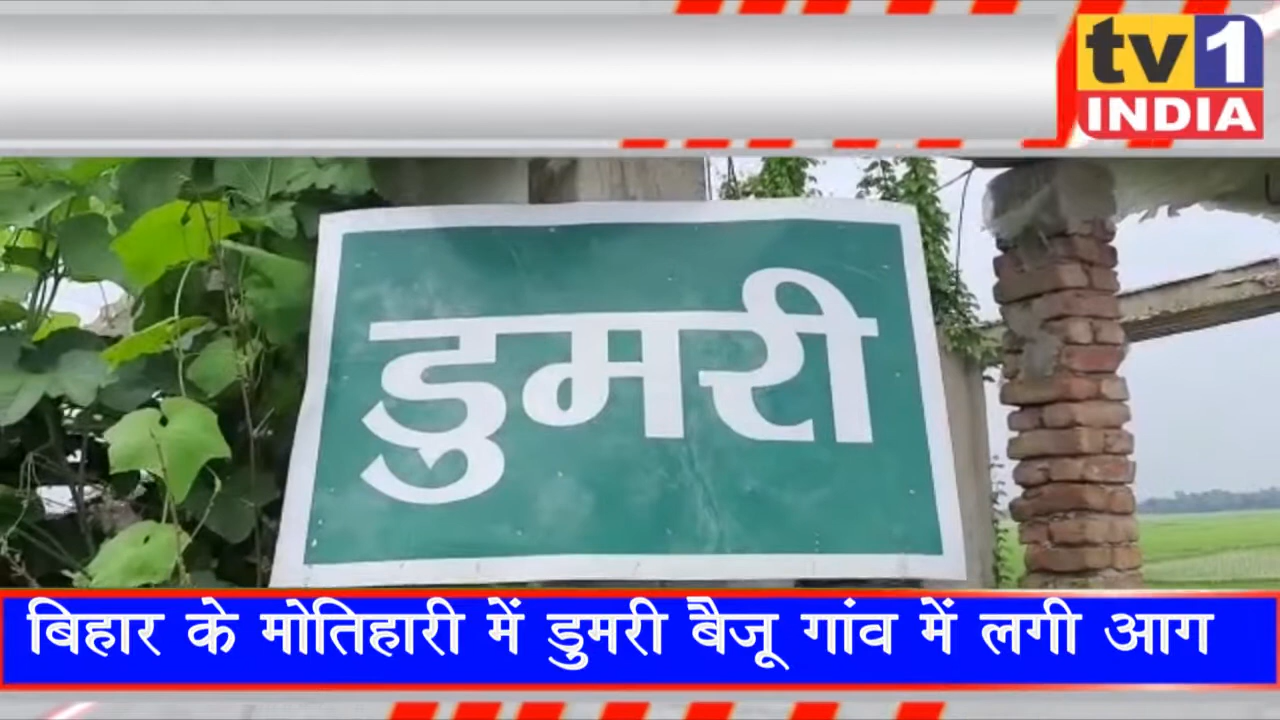 tv1
INDIA
डुमरी
बिहार के मोतिहारी में डुमरी बैजू गांव में लगी आग